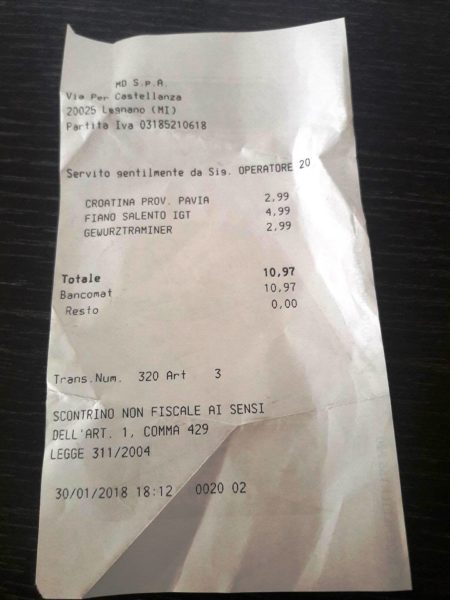 MD S.p.A.
Via Per Castellanza
20025 Legnano (MI)
Partita Iva 03185210618
Servito gentilmente da Sig. OPERATORE 20
CROATINA PROV. PAVIA 2,99
FIANO SALENTO IGT 4,99
GEWURZTRAMINER 2,99
Totale 10,97
Bancomat 10,97
Resto 0,00
Trans.Num. 320 Art 3
SCONTRINO NON FISCALE AI SENSI
DELL'ART. 1, COMMA 429
LEGGE 311/2004
30/01/2018 18:12 0020 02